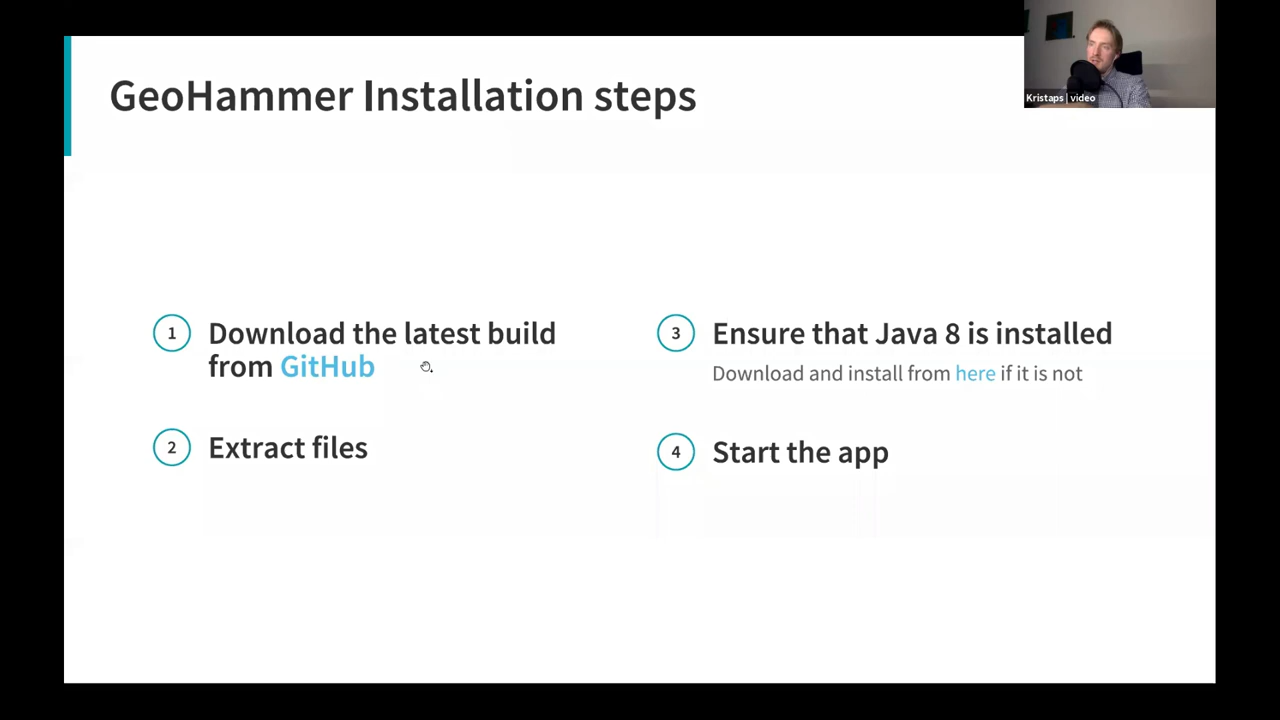 GeoHammer Installation steps
Kristaps | video
1 Download the latest build
from GitHub
2 Extract files
3 Ensure that Java 8 is installed
Download and install from here if it is not
4 Start the app